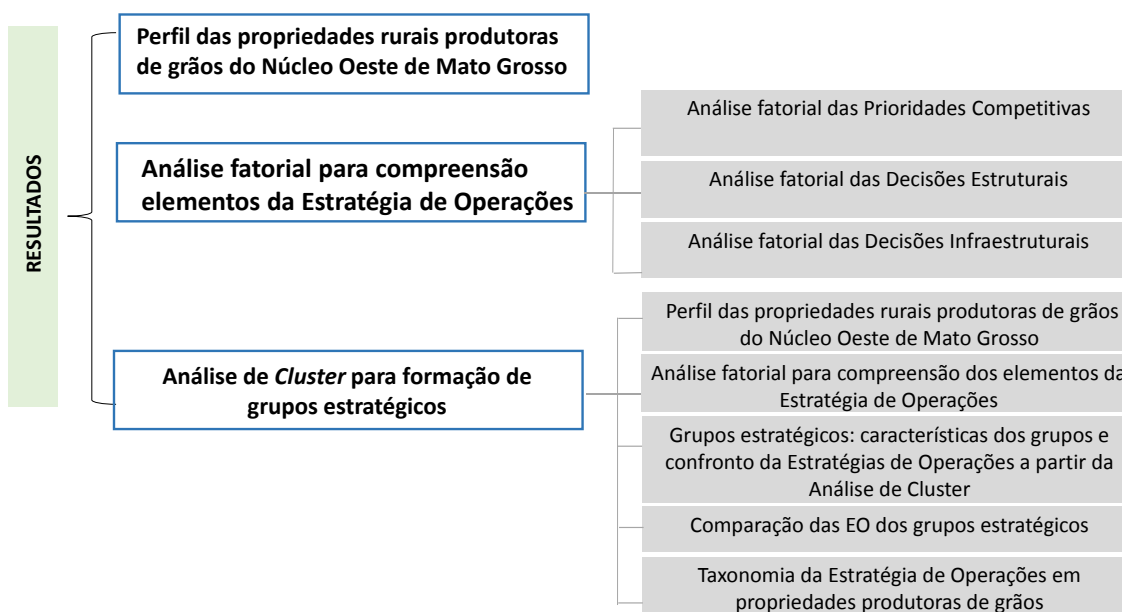 RESULTADOS
Perfil das propriedades rurais produtoras
de grãos do Núcleo Oeste de Mato Grosso
Análise fatorial para compreensão
elementos da Estratégia de Operações
Análise fatorial das Prioridades Competitivas
Análise fatorial das Decisões Estruturais
Análise fatorial das Decisões Infraestruturais
Análise de Cluster para formação de
grupos estratégicos
Perfil das propriedades rurais produtoras de grãos
do Núcleo Oeste de Mato Grosso
Análise fatorial para compreensão dos elementos da
Estratégia de Operações
Grupos estratégicos: características dos grupos e
confronto da Estratégias de Operações a partir da
Análise de Cluster
Comparação das EO dos grupos estratégicos
Taxonomia da Estratégia de Operações em
propriedades produtoras de grãos